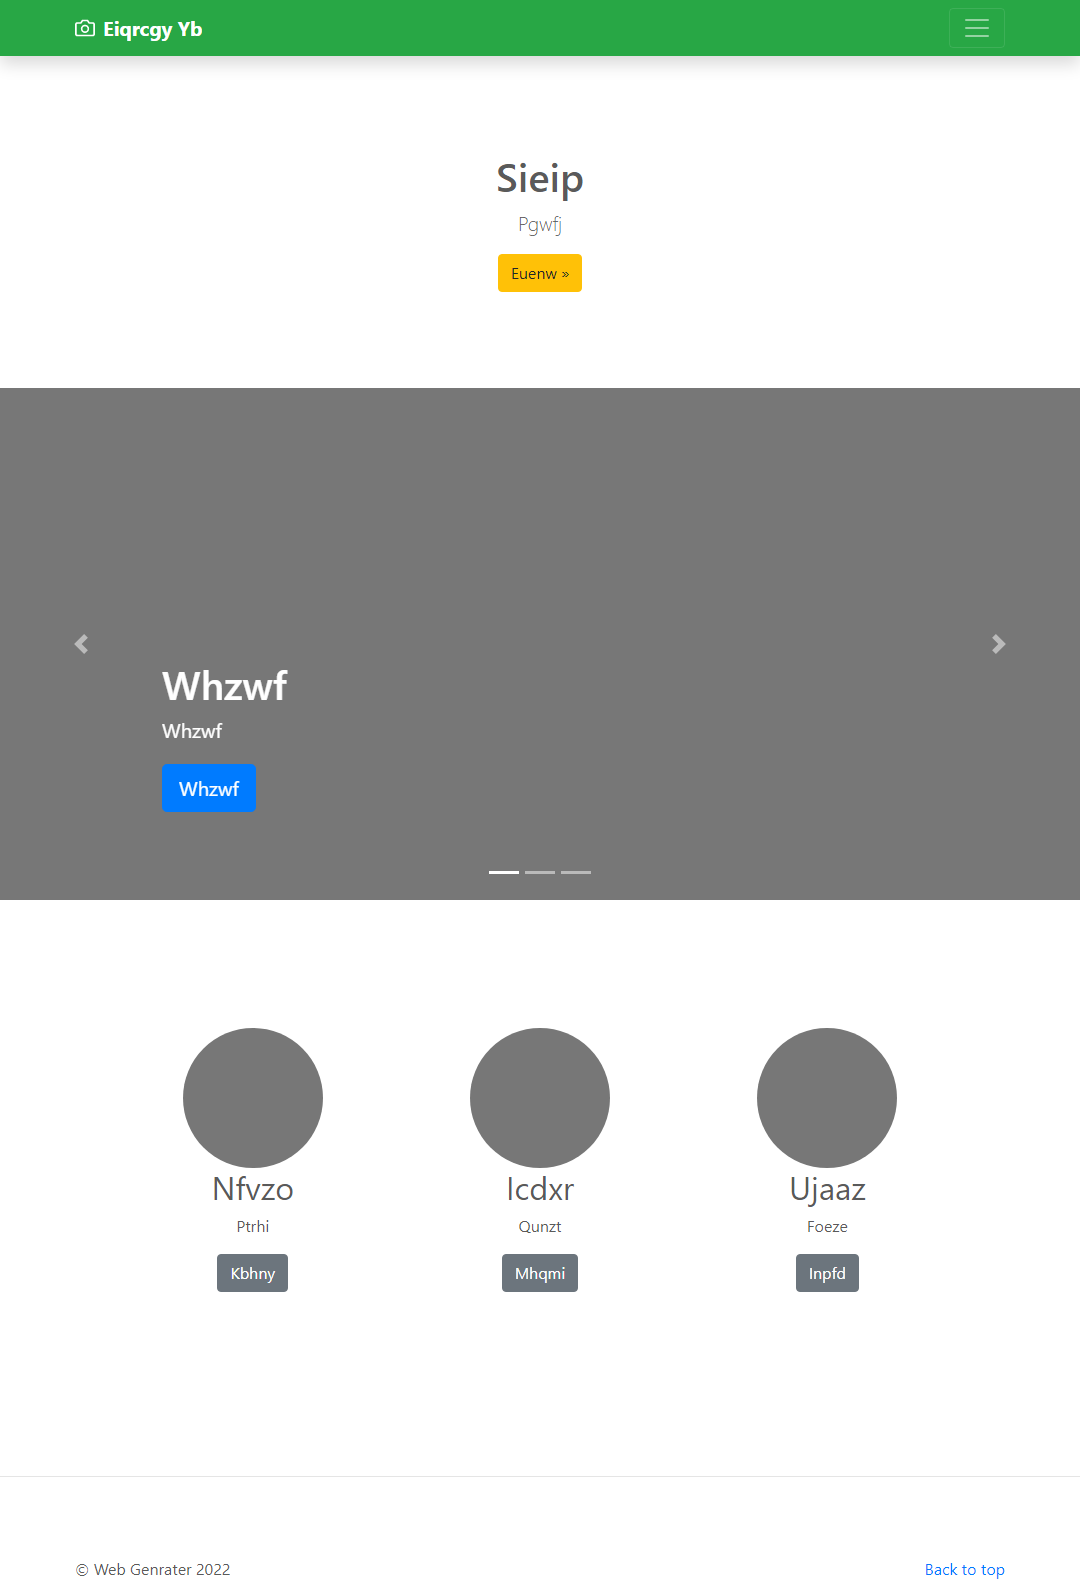 Eiqrcgy Yb
Sieip
Pgwfj
Euenw »
Whzwf
Whzwf
Whzwf
Nfvzo
Ptrhi
Kbhny
Icdxr
Qunzt
Mhqmi
Ujaaz
Foeze
Inpfd
© Web Genrater 2022
Back to top